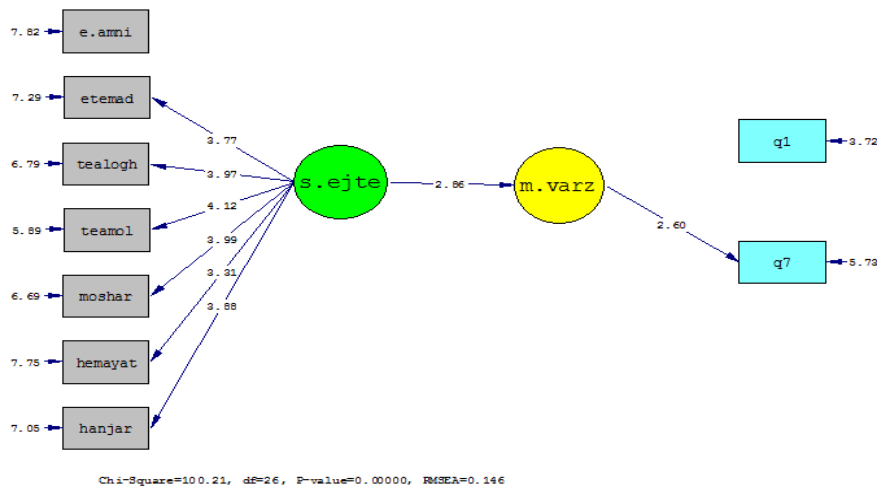 7.82 e.amni
7.29 etemad
3.77
6.79 tealogh
3.97
5.89 teamol
4.12
6.69 moshar
3.99
7.75 hemayat
3.31
7.05 hanjar
3.88
s.ejte
2.86
m.varz
2.60
q1 3.72
q7 5.73
Chi-Square=100.21, df=26, P-value=0.00000, RMSEA=0.146